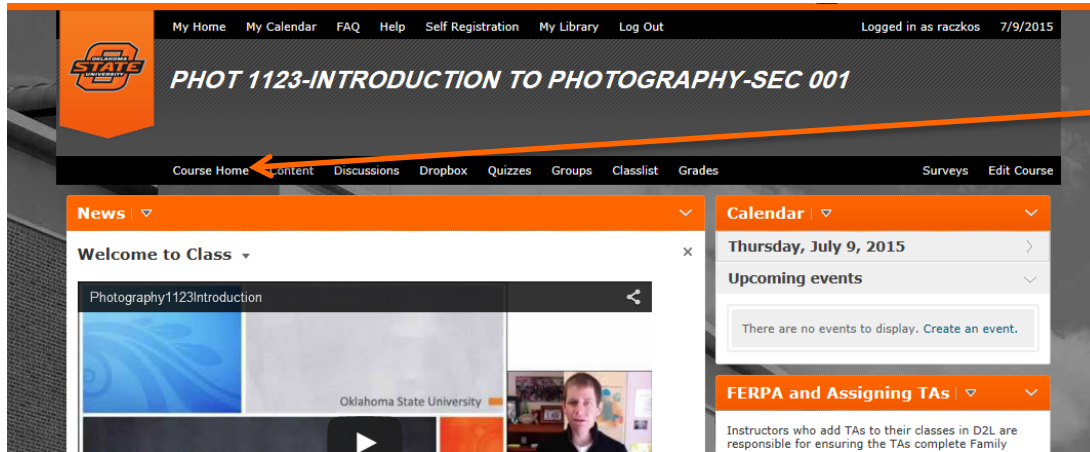 My Home My Calendar FAQ Help Self Registration My Library Log Out Logged in as raczkos 7/9/2015
OKLAHOMA
STATE
UNIVERSITY
PHOT 1123-INTRODUCTION TO PHOTOGRAPHY-SEC 001
Course Home Content Discussions Dropbox Quizzes Groups Classlist Grades Surveys Edit Course
News
Welcome to Class
Photography1123Introduction
Oklahoma State University
Calendar
Thursday, July 9, 2015
Upcoming events
There are no events to display. Create an event.
FERPA and Assigning TAs
Instructors who add TAs to their classes in D2L are
responsible for ensuring the TAs complete Family